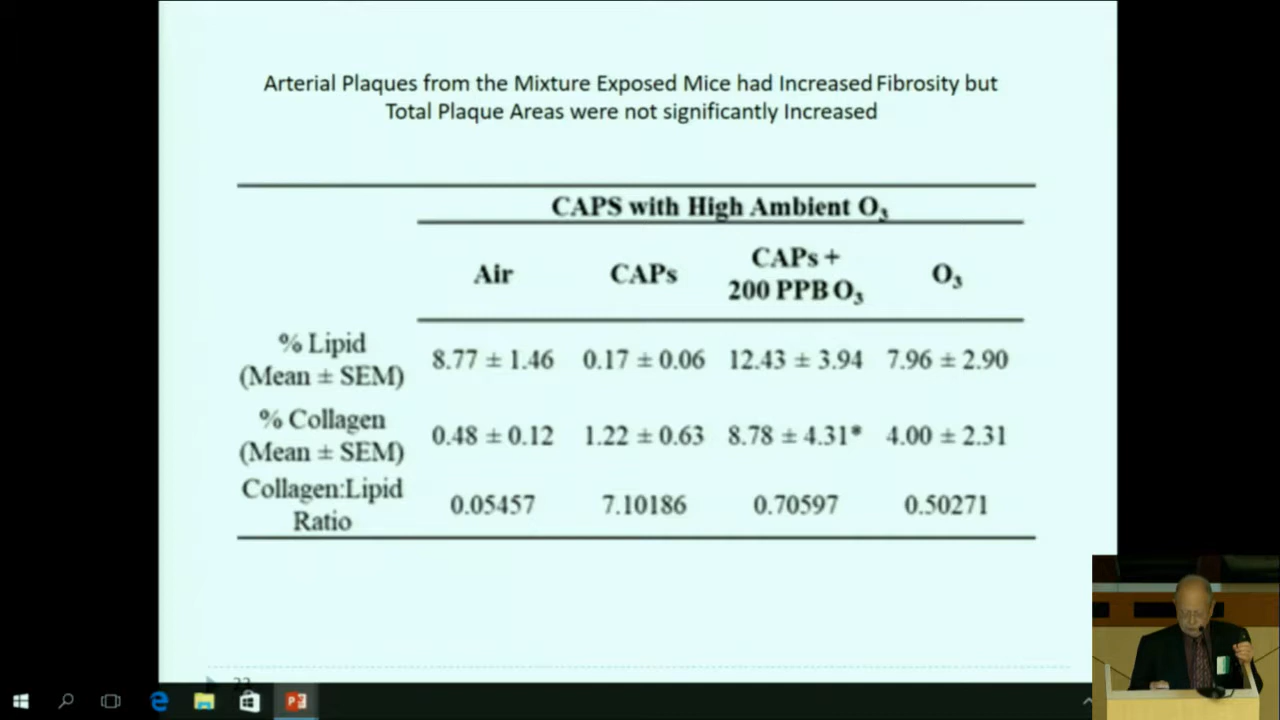 Arterial Plaques from the Mixture Exposed Mice had Increased Fibrosity but
Total Plaque Areas were not significantly Increased
CAPS with High Ambient O₃
Air
CAPs
CAPs +
200 PPB O₃
O₃
% Lipid
(Mean ± SEM)
8.77 ± 1.46
0.17 ± 0.06
12.43 ± 3.94
7.96 ± 2.90
% Collagen
(Mean ± SEM)
0.48 ± 0.12
1.22 ± 0.63
8.78 ± 4.31*
4.00 ± 2.31
Collagen:Lipid
Ratio
0.05457
7.10186
0.70597
0.50271